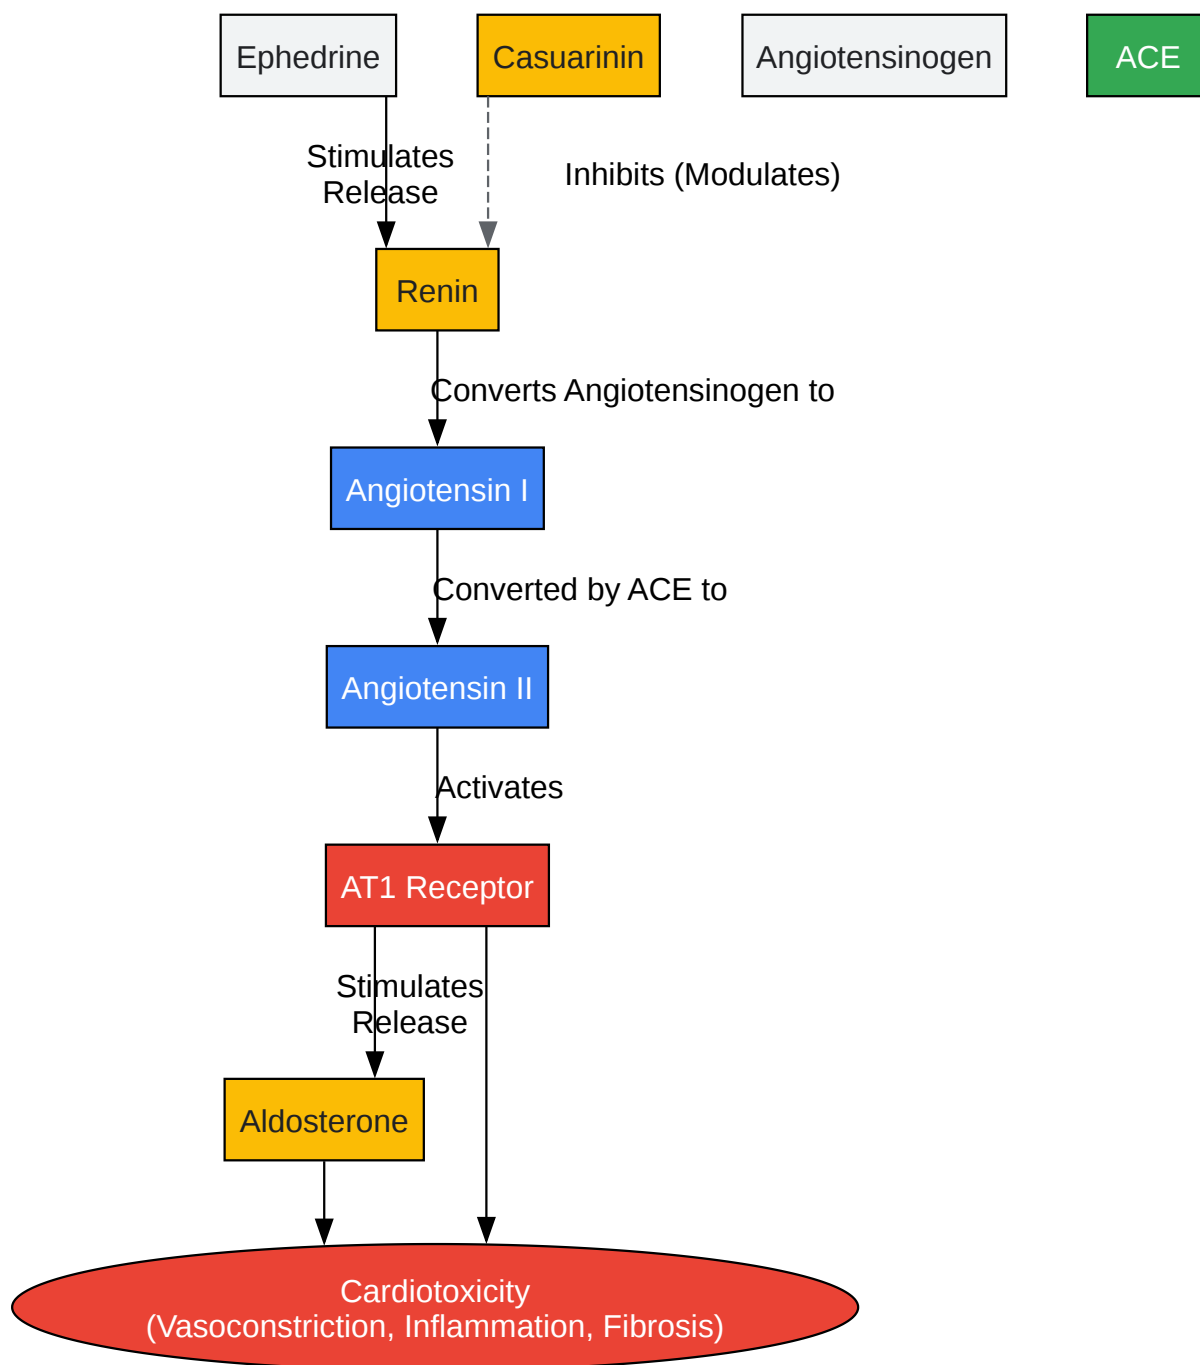 Ephedrine
Casuarinin
Angiotensinogen
ACE
Stimulates
Release
Inhibits (Modulates)
Renin
Converts Angiotensinogen to
Angiotensin I
Converted by ACE to
Angiotensin II
Activates
AT1 Receptor
Stimulates
Release
Aldosterone
Cardiotoxicity
(Vasoconstriction, Inflammation, Fibrosis)